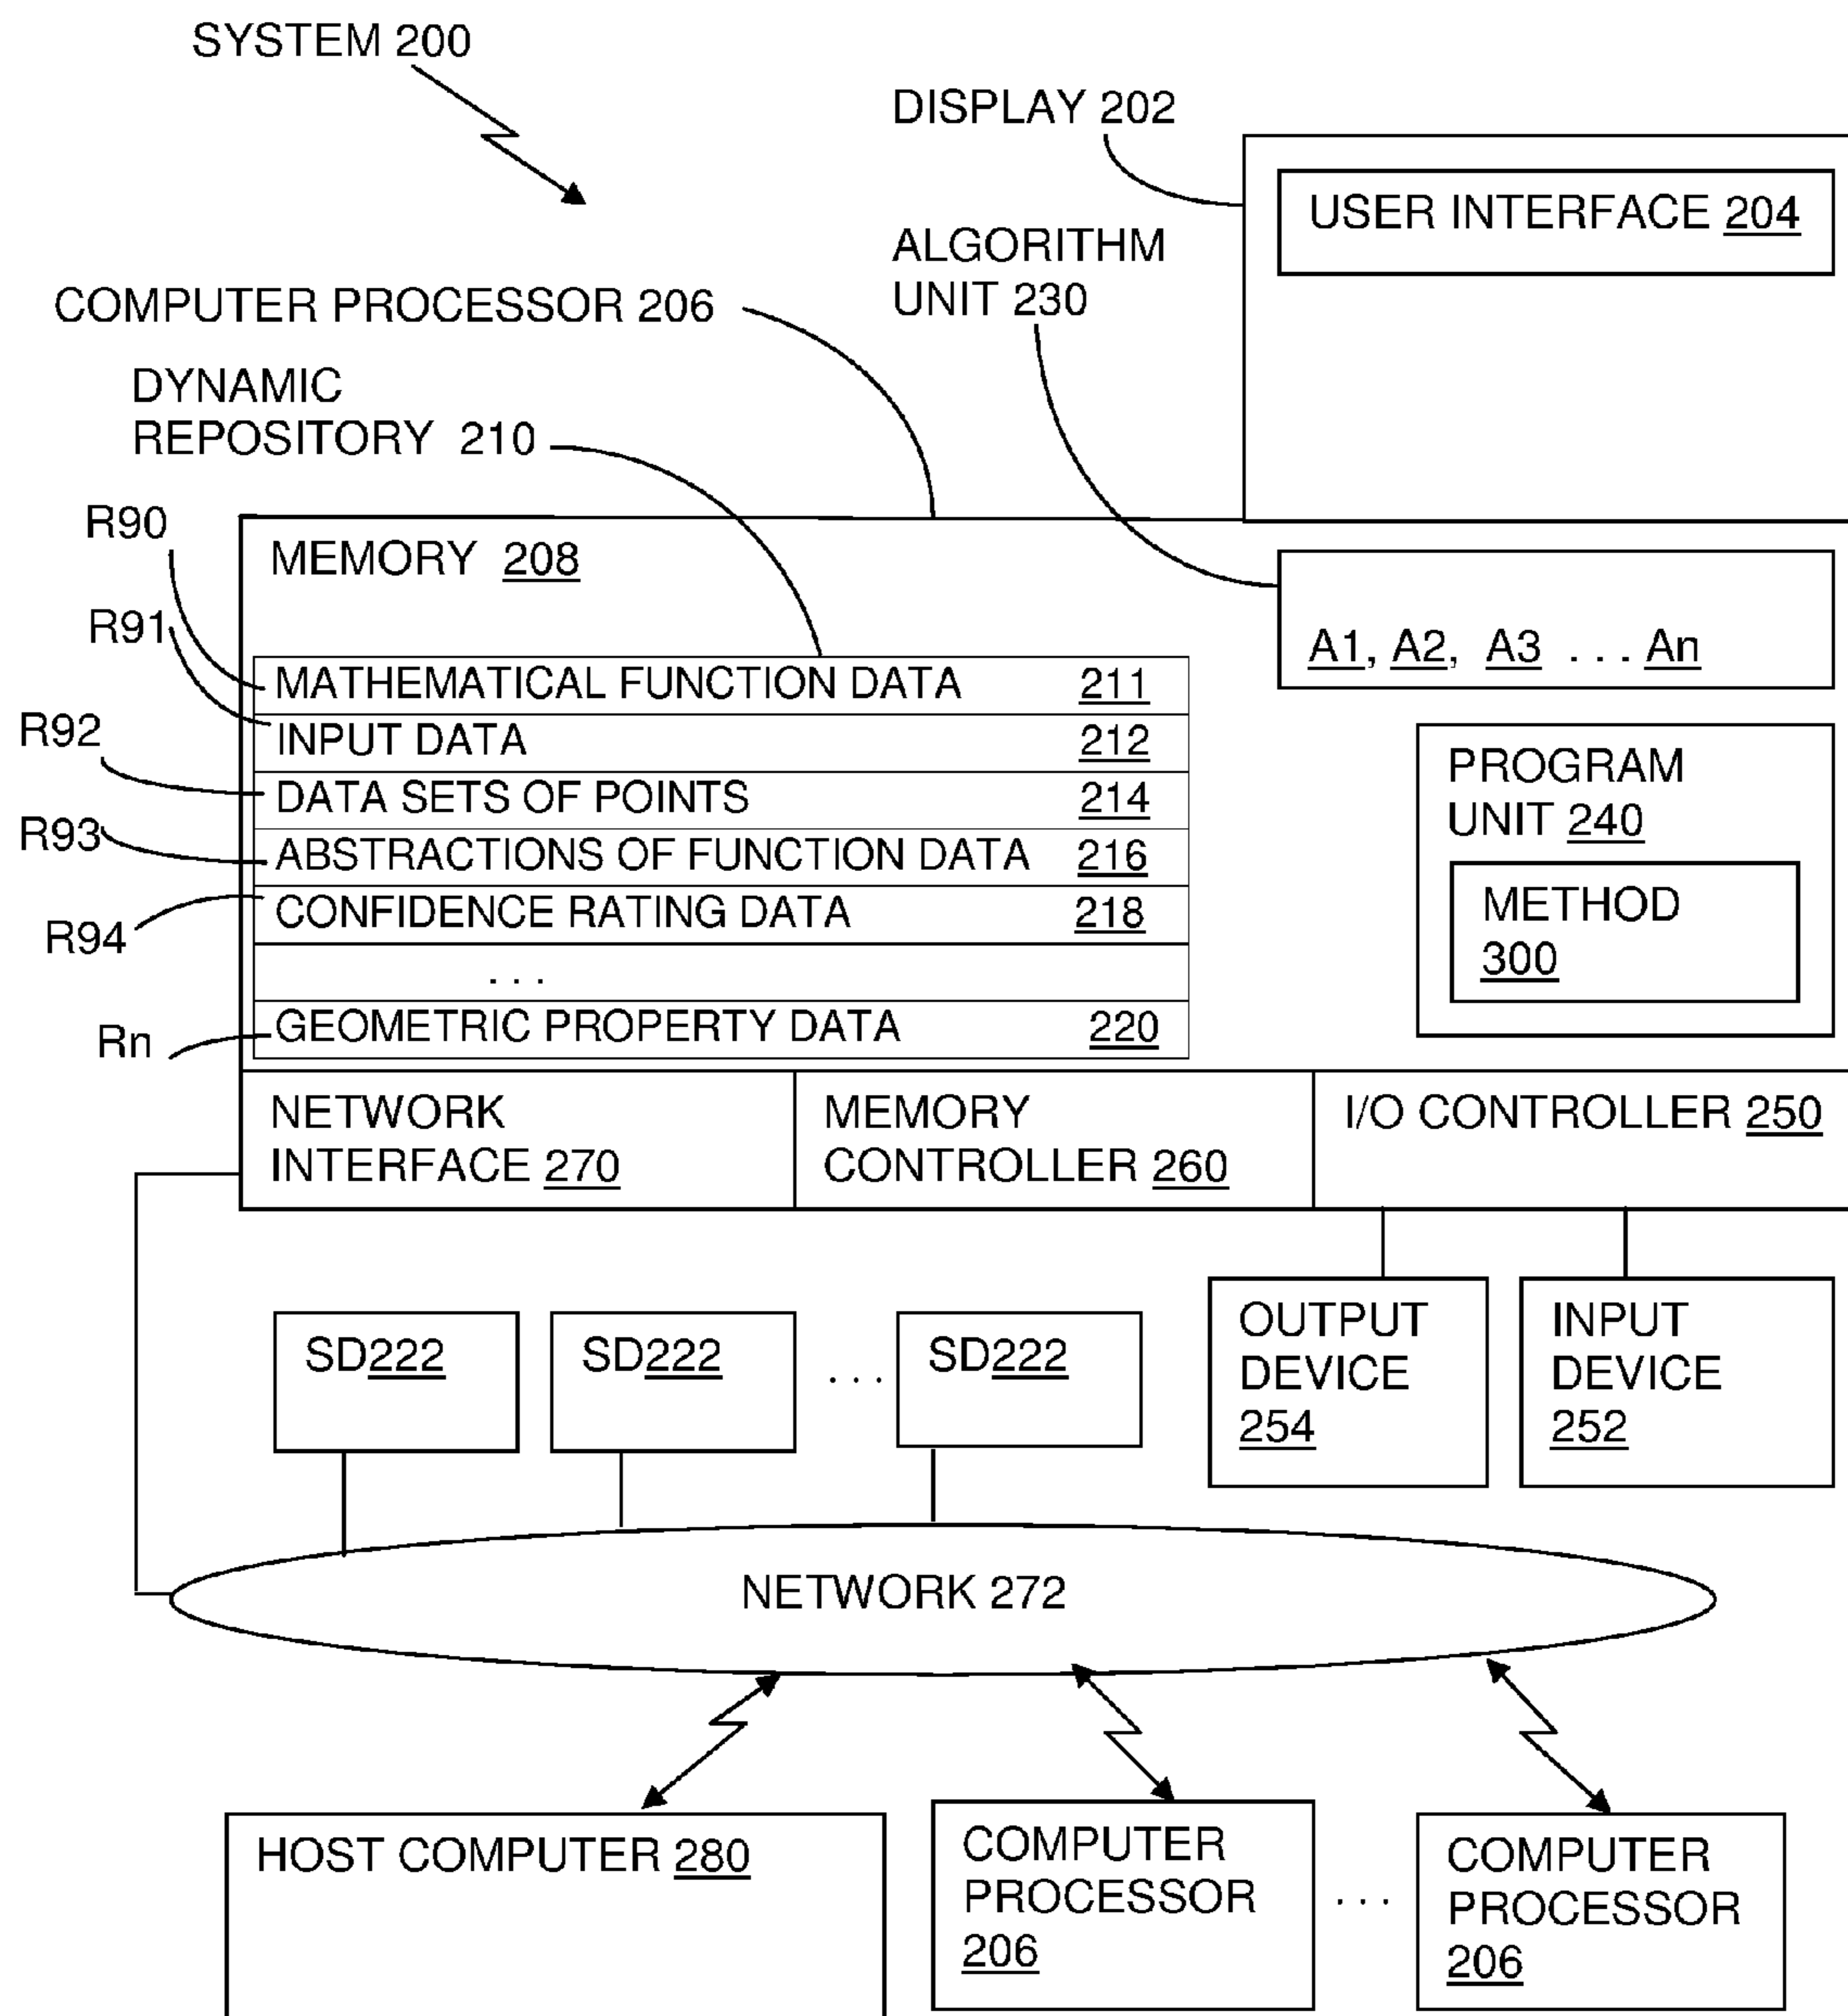 SYSTEM 200
DISPLAY 202
USER INTERFACE 204
ALGORITHM
UNIT 230
COMPUTER PROCESSOR 206
DYNAMIC
REPOSITORY 210
R90
MEMORY 208
R91
A1, A2, A3 . . . An
MATHEMATICAL FUNCTION DATA 211
R92
INPUT DATA 212
PROGRAM
UNIT 240
DATA SETS OF POINTS 214
R93
ABSTRACTIONS OF FUNCTION DATA 216
METHOD
300
CONFIDENCE RATING DATA 218
R94
. . .
GEOMETRIC PROPERTY DATA 220
Rn
NETWORK
INTERFACE 270
MEMORY
CONTROLLER 260
I/O CONTROLLER 250
SD222
SD222
. . .
SD222
OUTPUT
DEVICE
254
INPUT
DEVICE
252
NETWORK 272
HOST COMPUTER 280
COMPUTER
PROCESSOR
206
. . .
COMPUTER
PROCESSOR
206